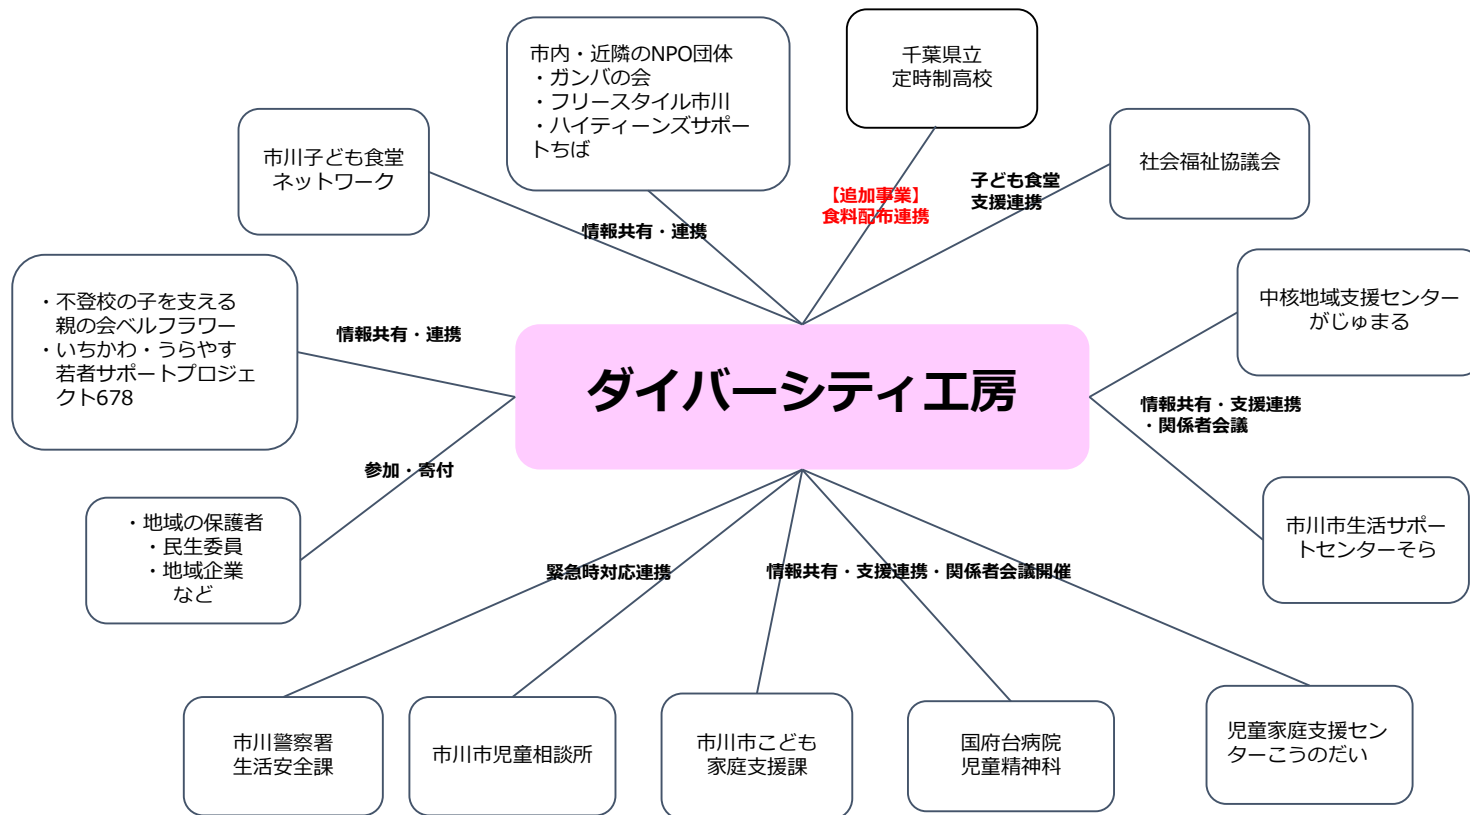 市内・近隣のNPO団体
・ガンバの会
・フリースタイル市川
・ハイティーンズサポー
トちば
千葉県立
定時制高校
市川子ども食堂
ネットワーク
社会福祉協議会
情報共有・連携
【追加事業】
食料配布連携
子ども食堂
支援連携
・不登校の子を支える
親の会ベルフラワー
・いちかわ・うらやす
若者サポートプロジェ
クト678
情報共有・連携
ダイバーシティ工房
中核地域支援センター
がじゅまる
情報共有・支援連携
・関係者会議
参加・寄付
・地域の保護者
・民生委員
・地域企業
など
市川市生活サポー
トセンターそら
緊急時対応連携
情報共有・支援連携・関係者会議開催
市川警察署
生活安全課
市川市児童相談所
市川市こども
家庭支援課
国府台病院
児童精神科
児童家庭支援セン
ターこうのだい